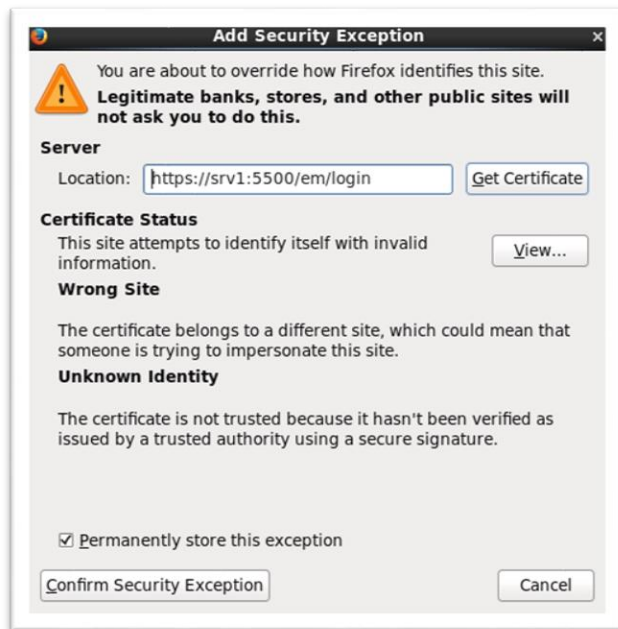 Add Security Exception
You are about to override how Firefox identifies this site.
Legitimate banks, stores, and other public sites will
not ask you to do this.
Server
Location: https://srv1:5500/em/login Get Certificate
Certificate Status
This site attempts to identify itself with invalid
information.
View...
Wrong Site
The certificate belongs to a different site, which could mean that
someone is trying to impersonate this site.
Unknown Identity
The certificate is not trusted because it hasn't been verified as
issued by a trusted authority using a secure signature.
Permanently store this exception
Confirm Security Exception Cancel